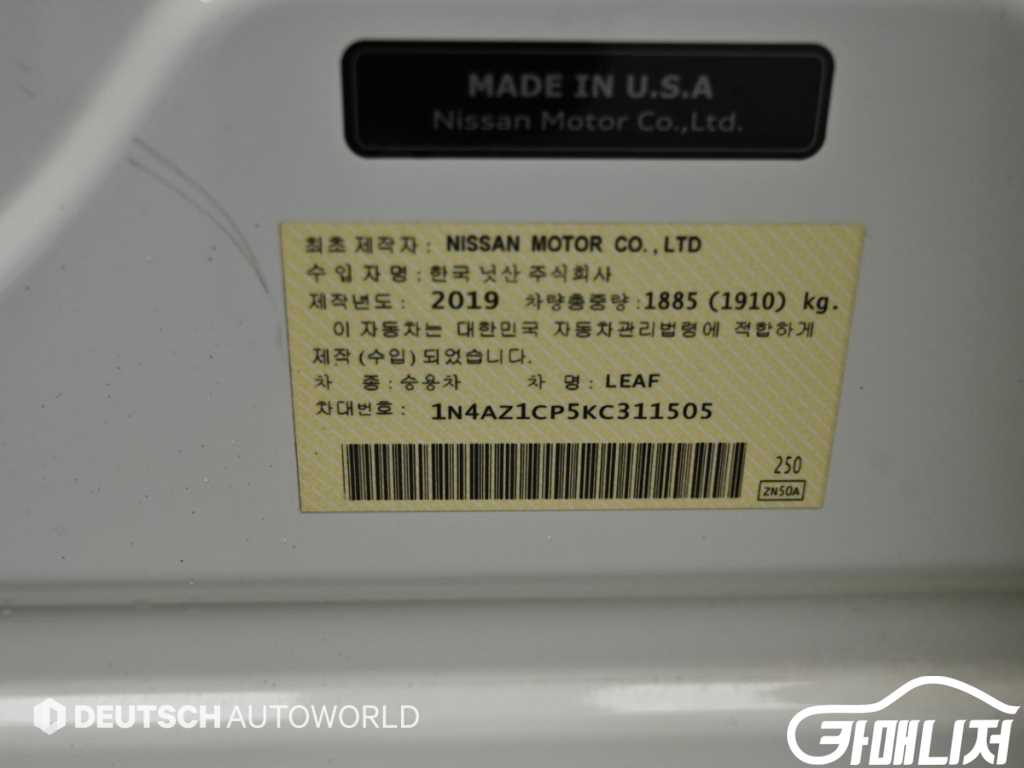 MADE IN U.S.A
Nissan Motor Co.,Ltd.
최초 제작자 : NISSAN MOTOR CO.,LTD
수 입 자 명 : 한국 닛산 주식회사
제작년도 : 2019 차량총중량 :1885 (1910) kg.
이 자동차는 대한민국 자동차관리법령에 적합하게
제작 (수입) 되었습니다.
차 종 : 승용차 차 명 : LEAF
차대번호 : 1N4AZ1CP5KC311505
250
ZN50A
DEUTSCH AUTOWORLD
카매니저